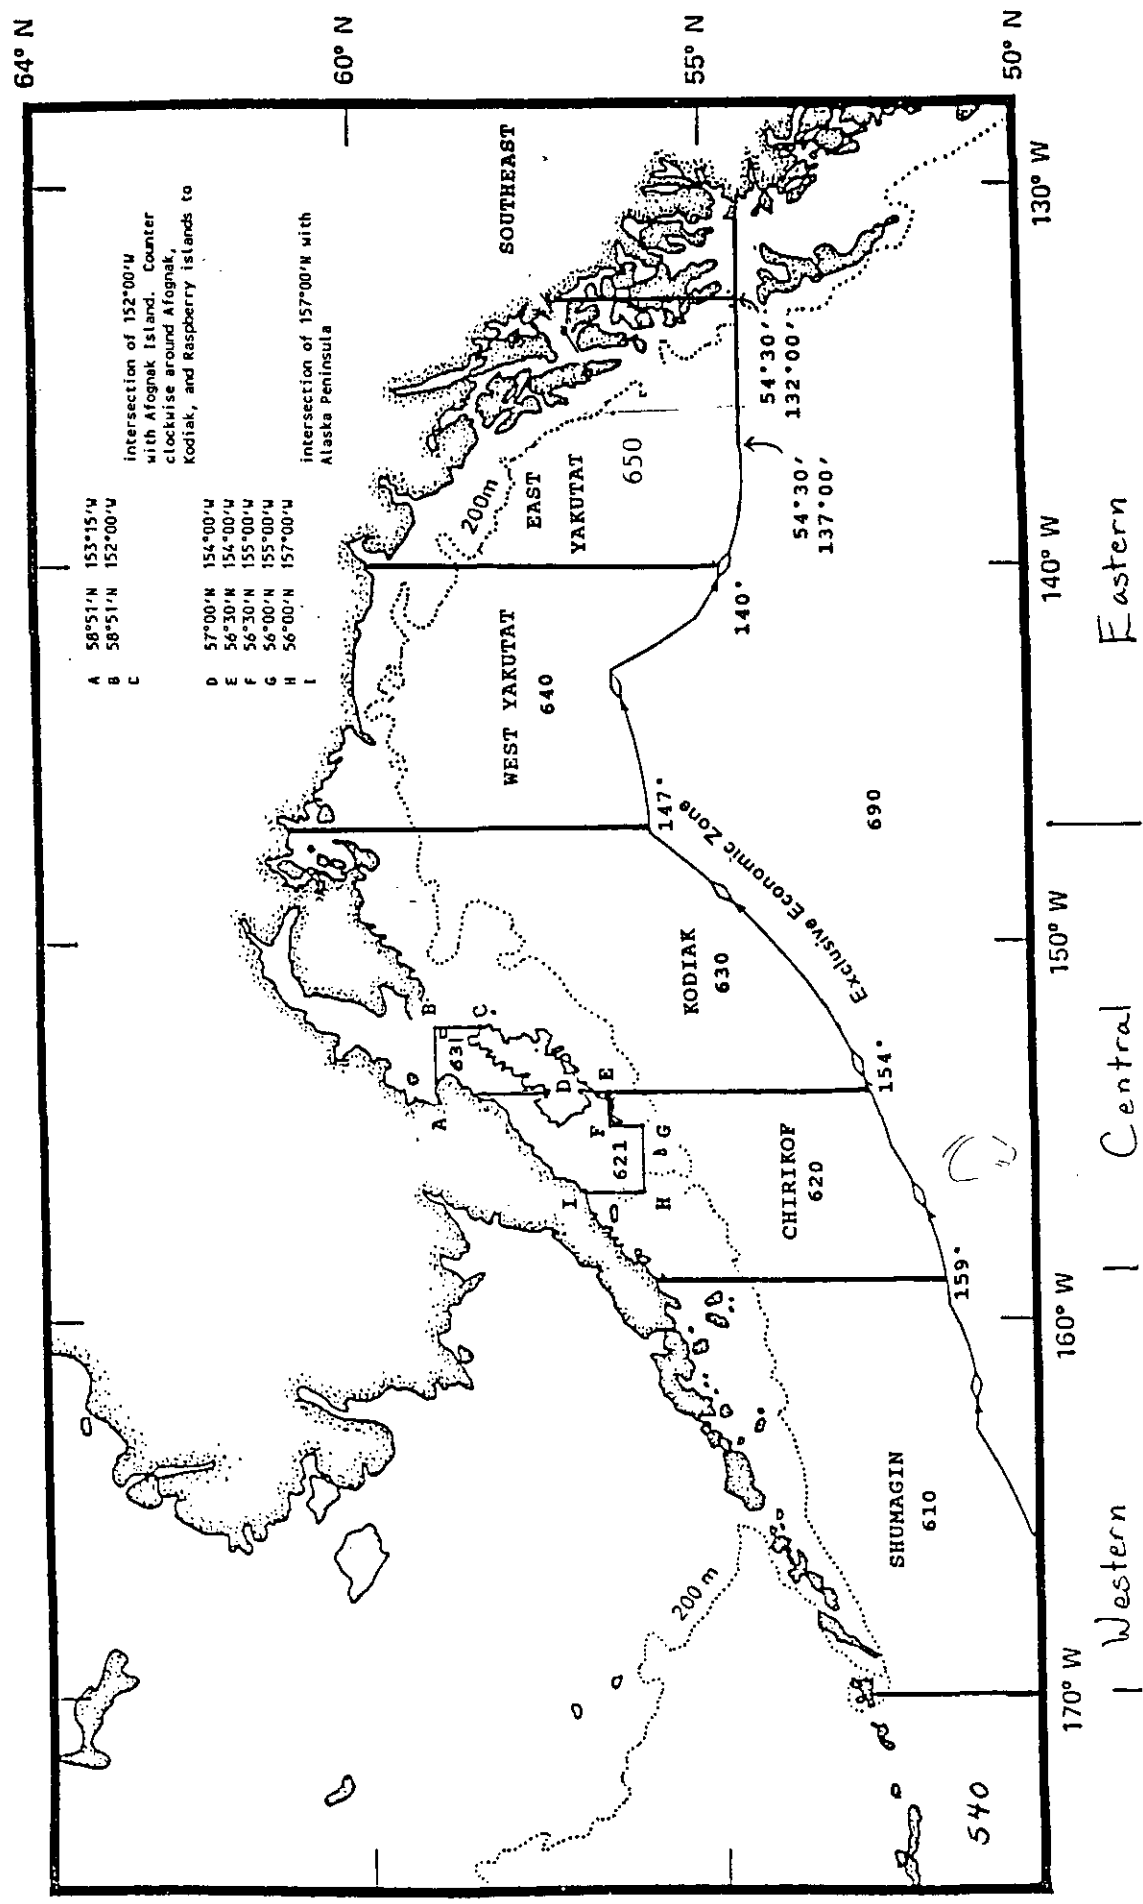 64° N
60° N
55° N
50° N
A 58°51'N 153°15'W
B 58°51'N 152°00'W
C intersection of 152°00'W
with Afognak Island. Counter
clockwise around Afognak,
Kodiak, and Raspberry islands to
D 57°00'N 154°00'W
E 56°30'N 154°00'W
F 56°30'N 155°00'W
G 56°00'N 155°00'W
H 56°00'N 157°00'W
I intersection of 157°00'W with
Alaska Peninsula
SOUTHEAST
200m
EAST
YAKUTAT
650
54°30'
132°00'
54°30'
137°00'
WEST YAKUTAT
640
140°
147°
Exclusive Economic Zone
690
KODIAK
630
B
C
631
A
D
E
F
G
621
I
H
154°
CHIRIKOF
620
159°
SHUMAGIN
610
200 m
540
170° W
160° W
150° W
140° W
130° W
| Western | Central | Eastern